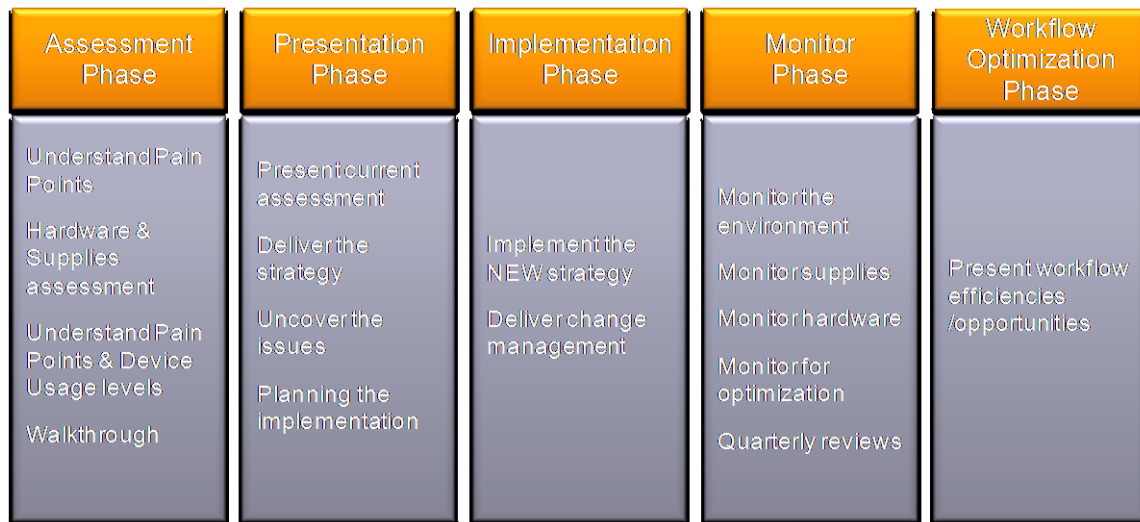 Assessment
Phase
Understand Pain
Points
Hardware &
Supplies
assessment
Understand Pain
Points & Device
Usage levels
Walkthrough
Presentation
Phase
Present current
assessment
Deliver the
strategy
Uncover the
issues
Planning the
implementation
Implementation
Phase
Implement the
NEW strategy
Deliver change
management
Monitor
Phase
Monitor the
environment
Monitor supplies
Monitor hardware
Monitor for
optimization
Quarterly reviews
Workflow
Optimization
Phase
Present workflow
efficiencies
/opportunities